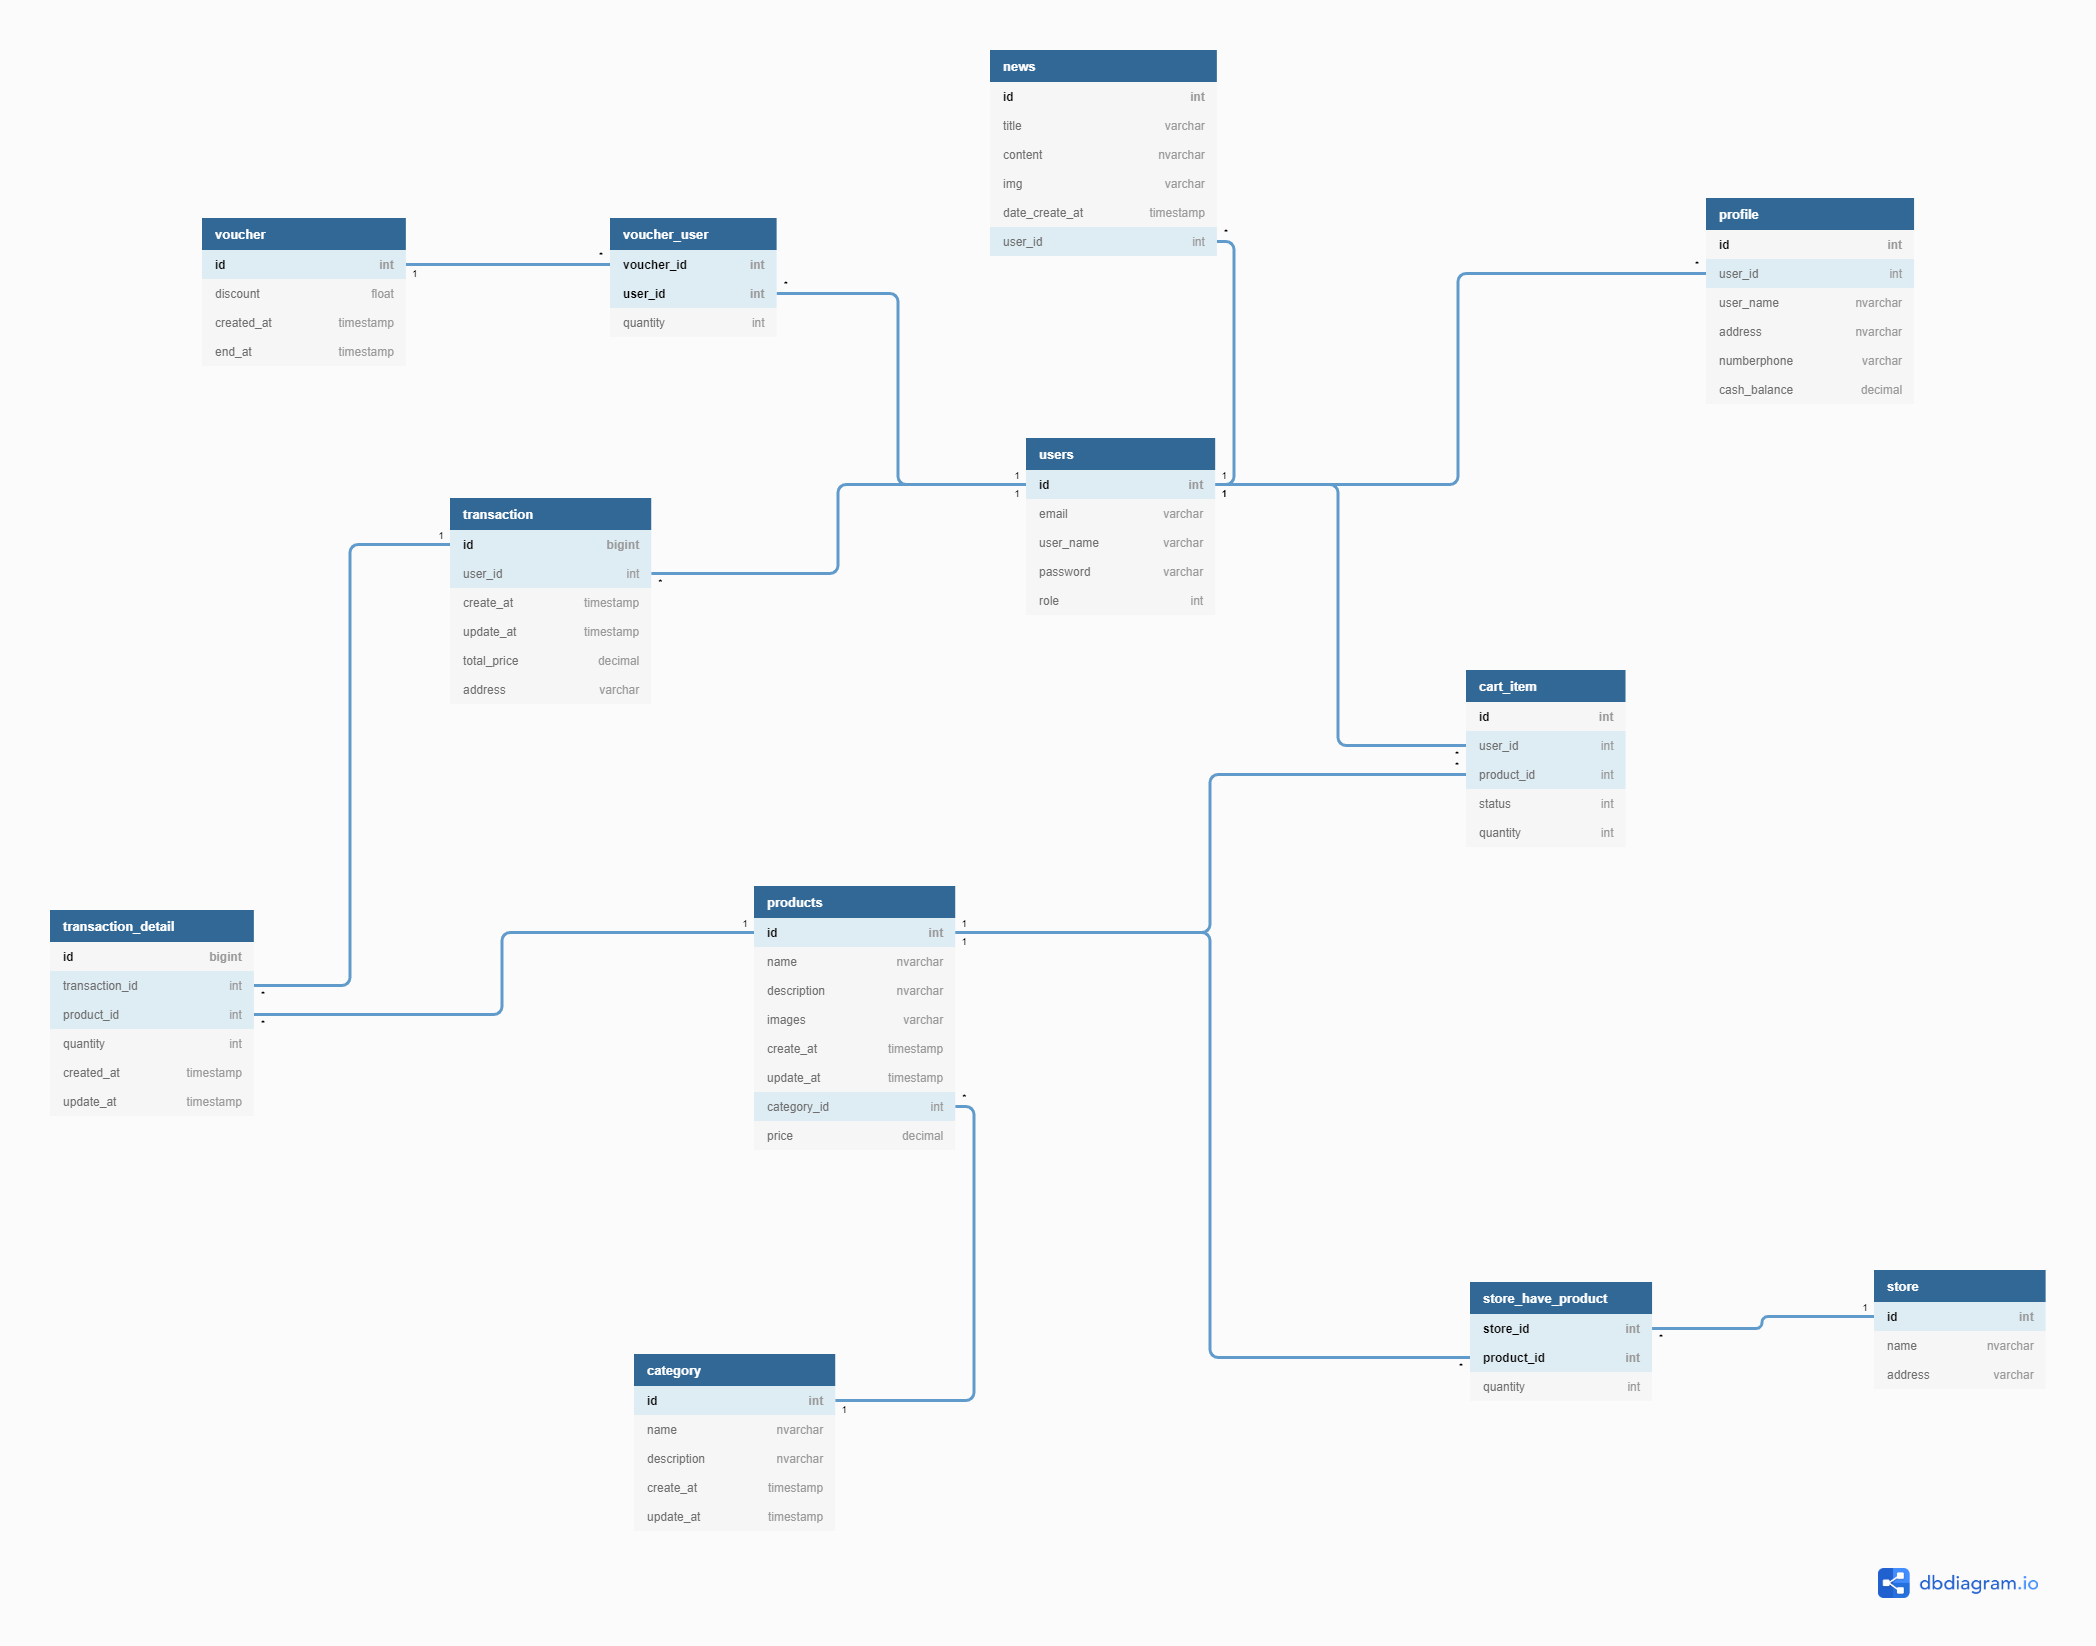 news
id int
title varchar
content nvarchar
img varchar
date_create_at timestamp
user_id int
*
profile
id int
user_id int
user_name nvarchar
address nvarchar
numberphone varchar
cash_balance decimal
*
voucher
id int
discount float
created_at timestamp
end_at timestamp
1
*
voucher_user
voucher_id int
user_id int
quantity int
*
users
id int
email varchar
user_name varchar
password varchar
role int
1
1
1
1
transaction
id bigint
user_id int
create_at timestamp
update_at timestamp
total_price decimal
address varchar
1
*
cart_item
id int
user_id int
product_id int
status int
quantity int
*
*
products
id int
name nvarchar
description nvarchar
images varchar
create_at timestamp
update_at timestamp
category_id int
price decimal
1
1
1
*
transaction_detail
id bigint
transaction_id int
product_id int
quantity int
created_at timestamp
update_at timestamp
*
*
store_have_product
store_id int
product_id int
quantity int
*
*
store
id int
name nvarchar
address varchar
1
category
id int
name nvarchar
description nvarchar
create_at timestamp
update_at timestamp
1
dbdiagram.io